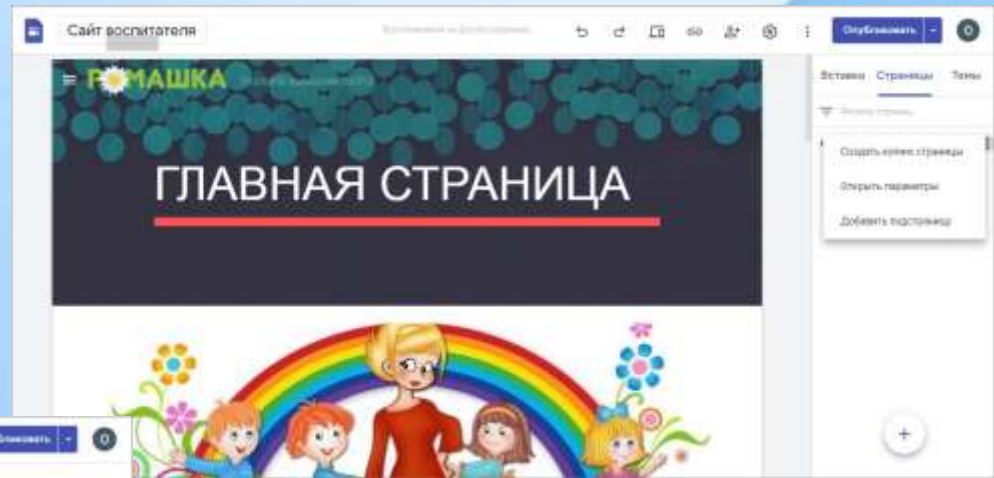 Сайт воспитателя
Опубликовать
О
РОМАШКА
Вставка Страницы Темы
ГЛАВНАЯ СТРАНИЦА
Создать копию страницы
Открыть параметры
Добавить подстраницу
+
О